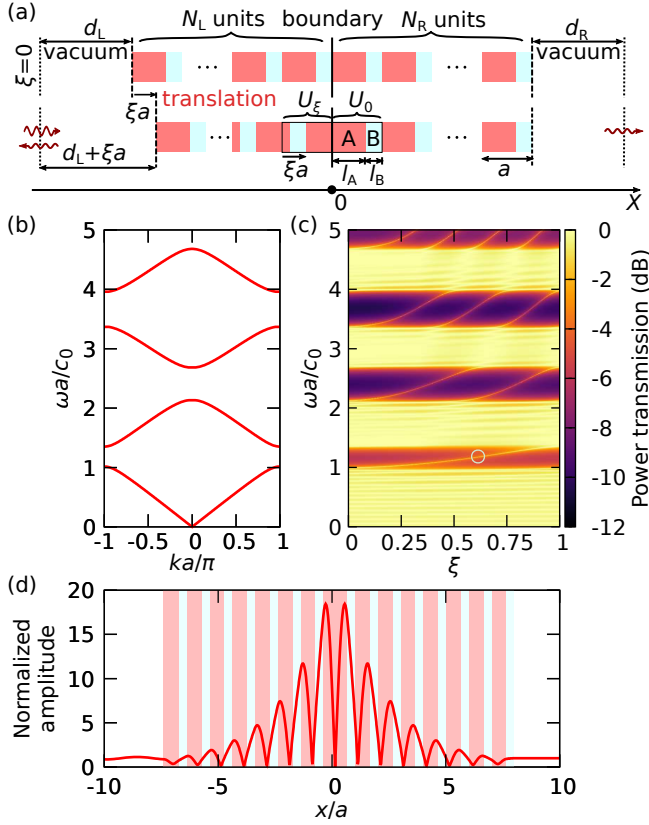 (a)
d_L N_L units boundary N_R units d_R
ξ=0
vacuum ... ... vacuum
ξa translation
U_ξ U_0
... A B ...
d_L+ξa ξa l_A l_B a
0 X
(b) (c)
5 5 0
4 4 -2
3 3 -4
2 2 -6
1 1 -8
0 0 -10
-12
ωa/c_0 ωa/c_0 Power transmission (dB)
-1 -0.5 0 0.5 1 0 0.25 0.5 0.75 1
ka/π ξ
(d)
20
15
10
5
0
Normalized
amplitude
-10 -5 0 5 10
x/a